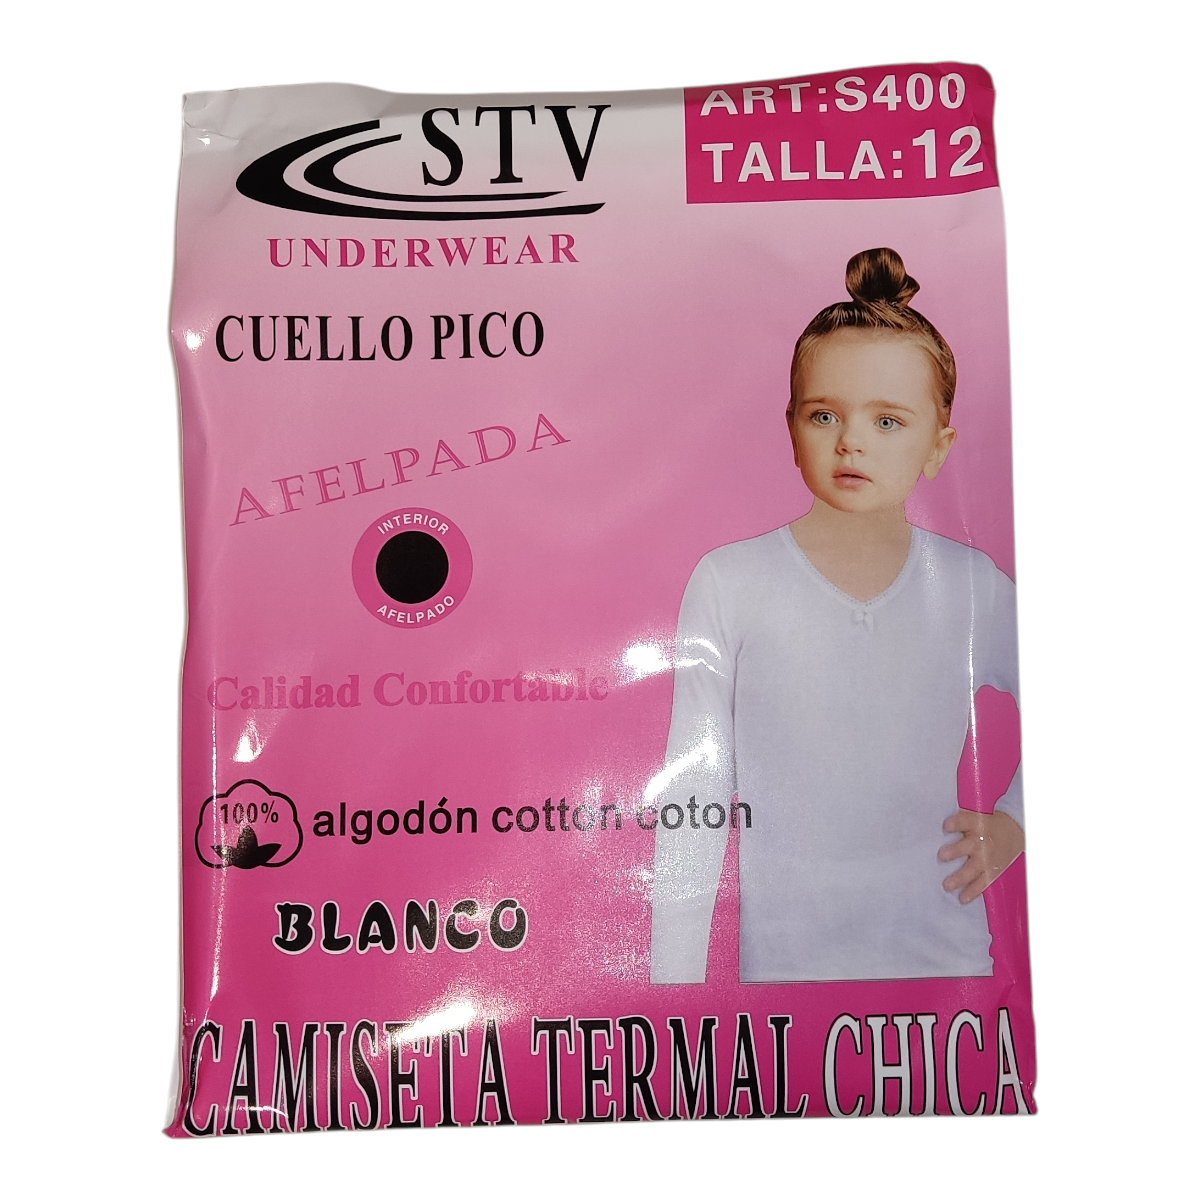 STV
UNDERWEAR
ART:S400
TALLA:12
CUELLO PICO
AFELPADA
INTERIOR
AFELPADO
Calidad Confortable
100% algodón cotton coton
BLANCO
CAMISETA TERMAL CHICA